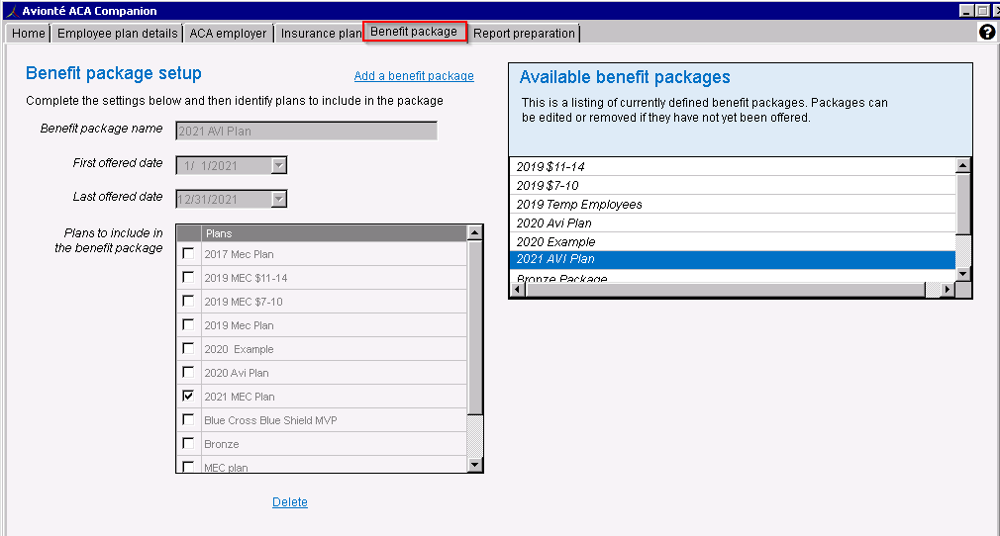 Avionté ACA Companion
Home Employee plan details ACA employer Insurance plan Benefit package Report preparation ?
Benefit package setup
Add a benefit package
Complete the settings below and then identify plans to include in the package
Benefit package name 2021 AVI Plan
First offered date 1/ 1/2021
Last offered date 12/31/2021
Plans to include in
the benefit package
Plans
2017 Mec Plan
2019 MEC $11-14
2019 MEC $7-10
2019 Mec Plan
2020 Example
2020 Avi Plan
2021 MEC Plan
Blue Cross Blue Shield MVP
Bronze
MEC plan
Delete
Available benefit packages
This is a listing of currently defined benefit packages. Packages can
be edited or removed if they have not yet been offered.
2019 $11-14
2019 $7-10
2019 Temp Employees
2020 Avi Plan
2020 Example
2021 AVI Plan
Bronze Package